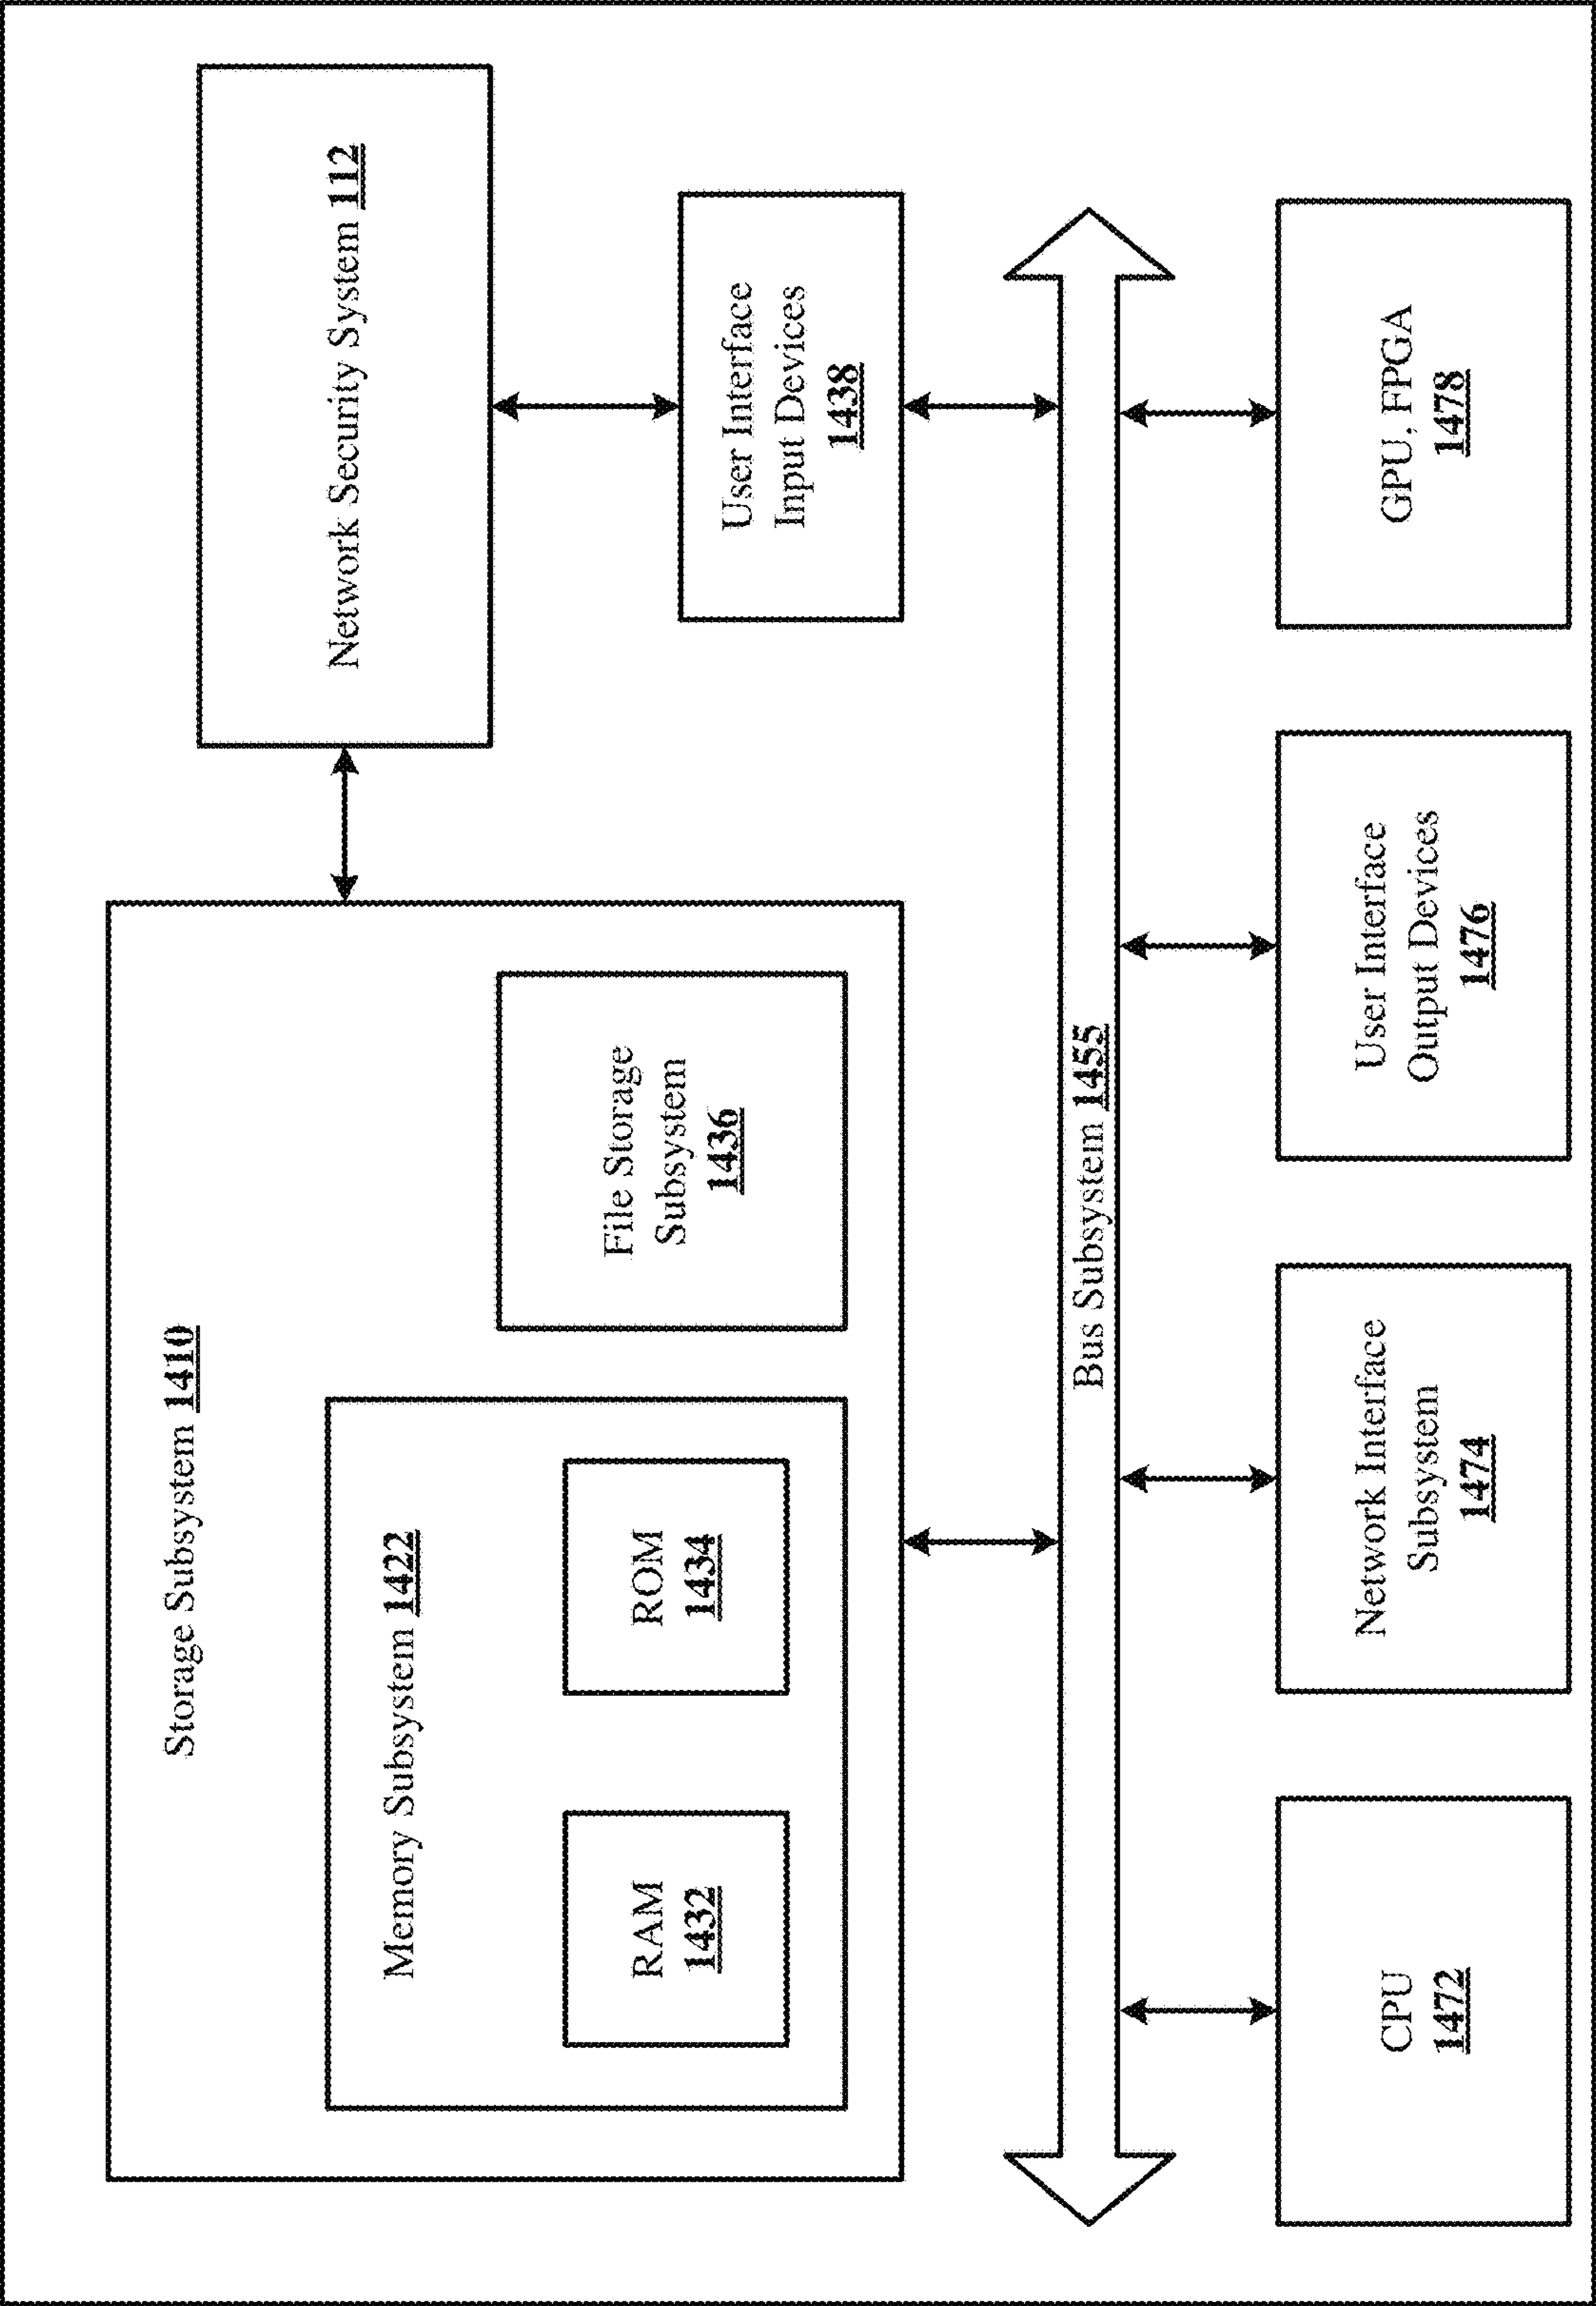 Storage Subsystem 1410
Memory Subsystem 1422
RAM
1432
ROM
1434
File Storage
Subsystem
1436
Network Security System 112
User Interface
Input Devices
1438
Bus Subsystem 1455
CPU
1472
Network Interface
Subsystem
1474
User Interface
Output Devices
1476
GPU, FPGA
1478